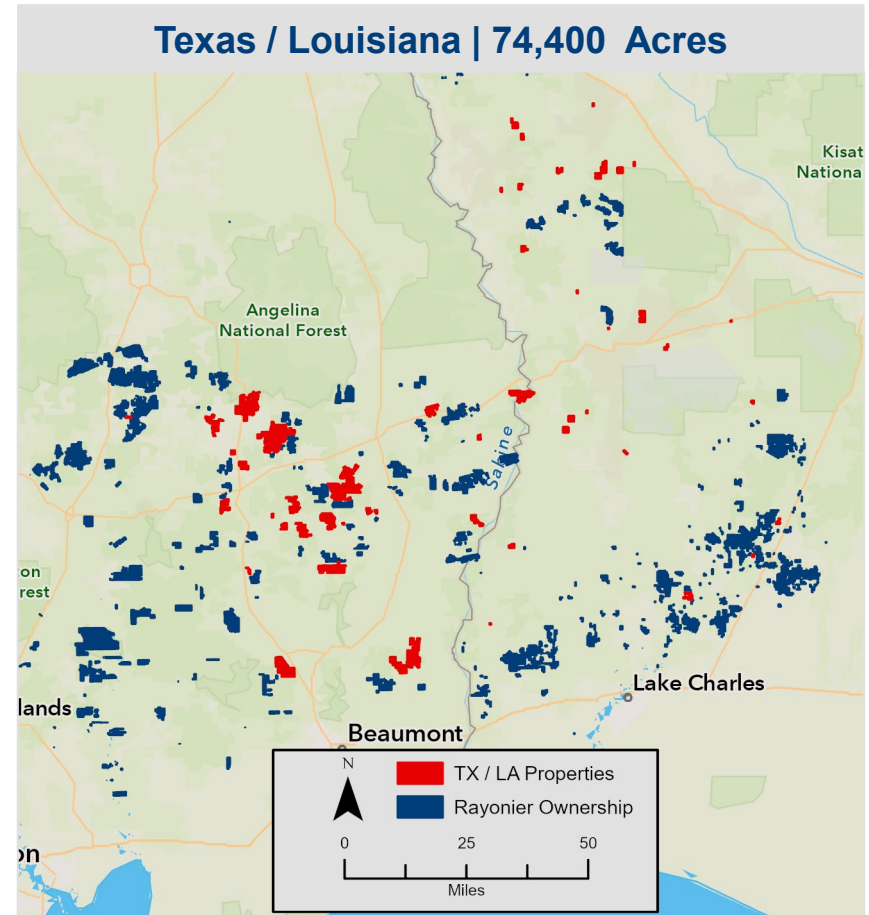 Texas / Louisiana | 74,400 Acres
Kisat
Nationa
Angelina
National Forest
Sabine
on
rest
Lake Charles
lands
Beaumont
N
TX / LA Properties
Rayonier Ownership
on
0 25 50
Miles